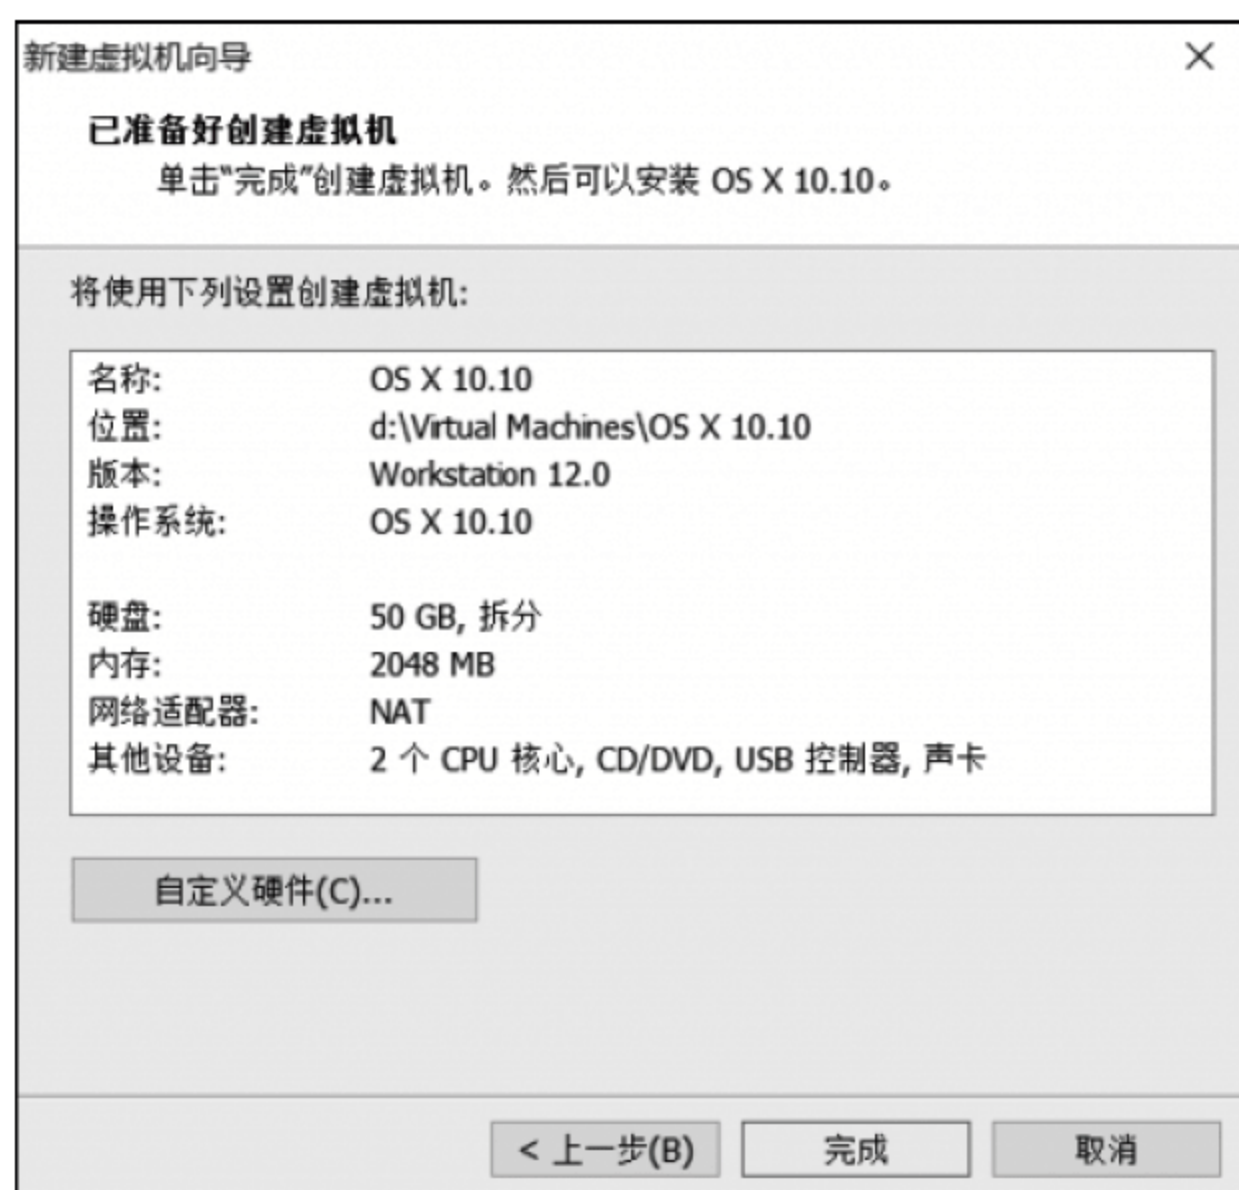 新建虚拟机向导
已准备好创建虚拟机
单击“完成”创建虚拟机。然后可以安装 OS X 10.10。
将使用下列设置创建虚拟机:
名称: OS X 10.10
位置: d:\Virtual Machines\OS X 10.10
版本: Workstation 12.0
操作系统: OS X 10.10
硬盘: 50 GB, 拆分
内存: 2048 MB
网络适配器: NAT
其他设备: 2 个 CPU 核心, CD/DVD, USB 控制器, 声卡
自定义硬件(C)...
< 上一步(B) 完成 取消